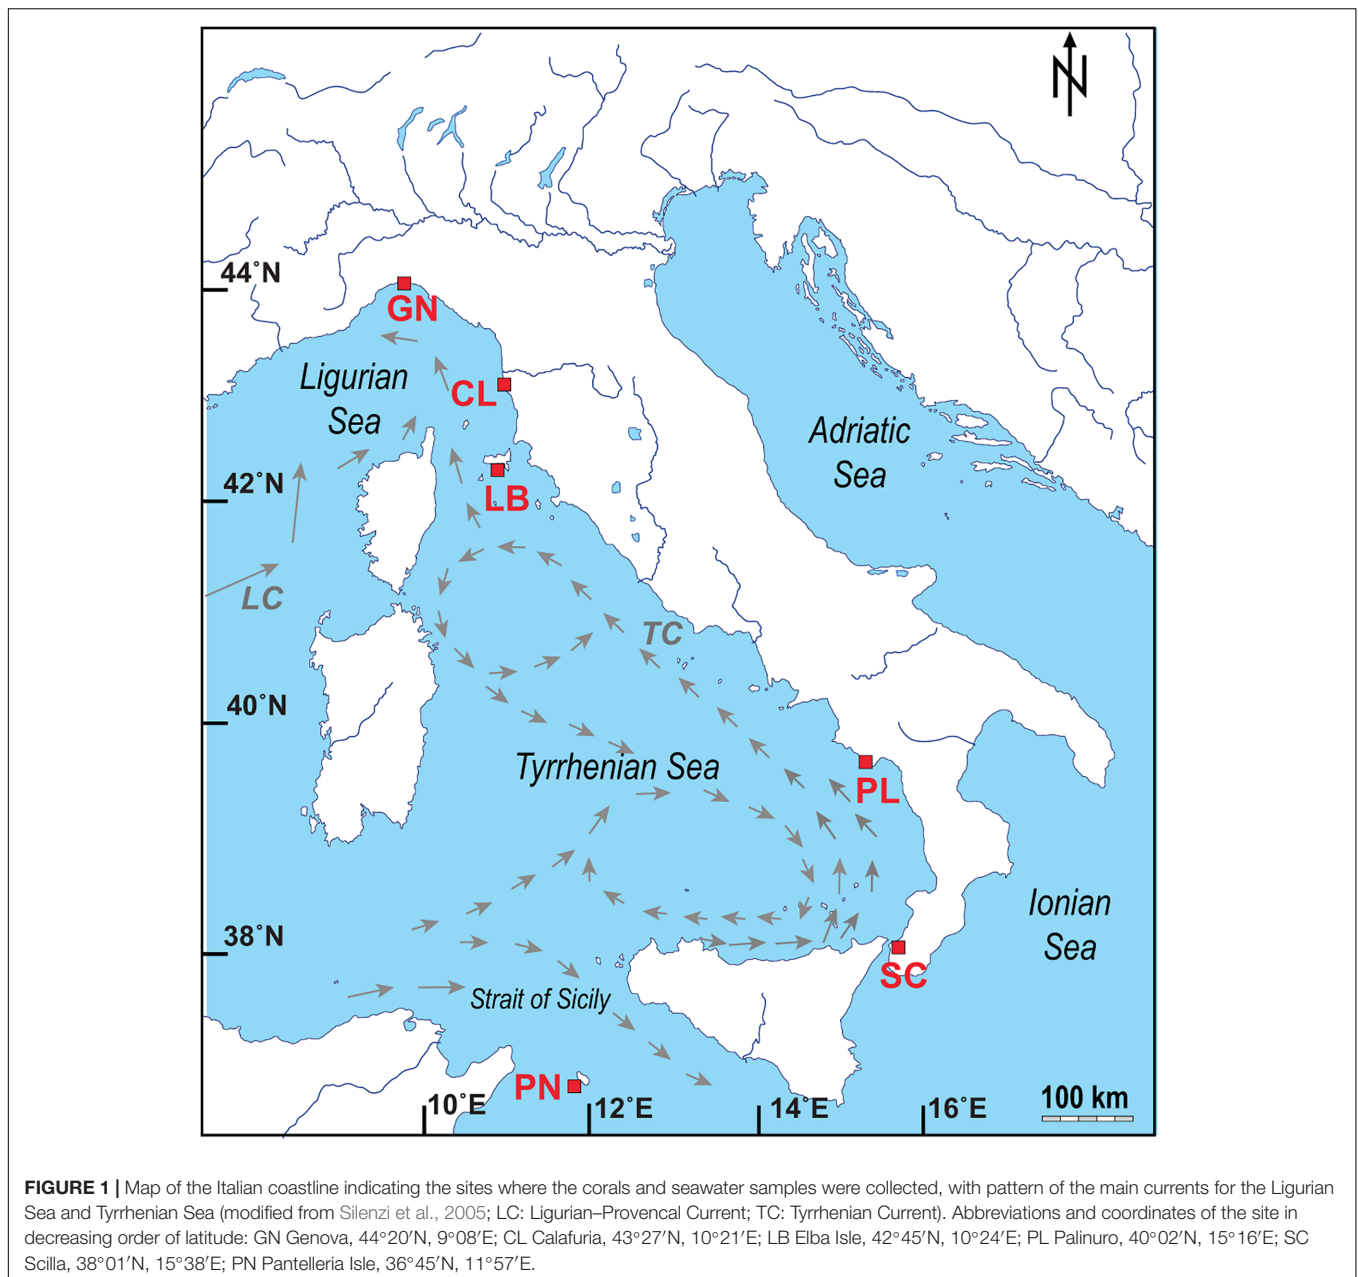 N
44°N
GN
Ligurian
Sea
CL
Adriatic
Sea
42°N
LB
LC
TC
40°N
Tyrrhenian Sea
PL
Ionian
Sea
38°N
SC
Strait of Sicily
PN
10°E
12°E
14°E
16°E
100 km
FIGURE 1 | Map of the Italian coastline indicating the sites where the corals and seawater samples were collected, with pattern of the main currents for the Ligurian
Sea and Tyrrhenian Sea (modified from Silenzi et al., 2005; LC: Ligurian–Provencal Current; TC: Tyrrhenian Current). Abbreviations and coordinates of the site in
decreasing order of latitude: GN Genova, 44°20′N, 9°08′E; CL Calafuria, 43°27′N, 10°21′E; LB Elba Isle, 42°45′N, 10°24′E; PL Palinuro, 40°02′N, 15°16′E; SC
Scilla, 38°01′N, 15°38′E; PN Pantelleria Isle, 36°45′N, 11°57′E.